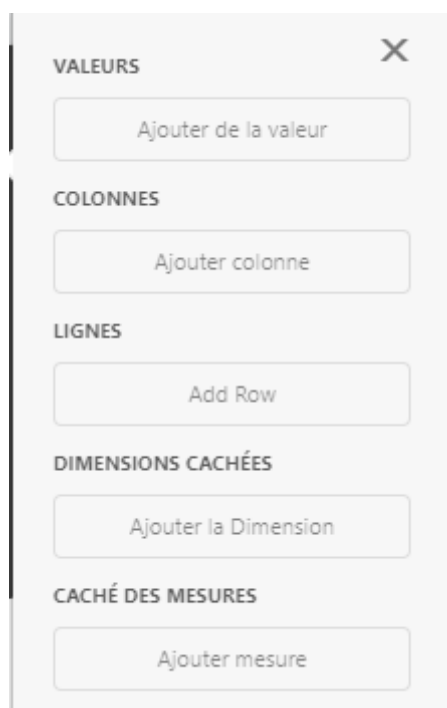 VALEURS
Ajouter de la valeur
COLONNES
Ajouter colonne
LIGNES
Add Row
DIMENSIONS CACHÉES
Ajouter la Dimension
CACHÉ DES MESURES
Ajouter mesure